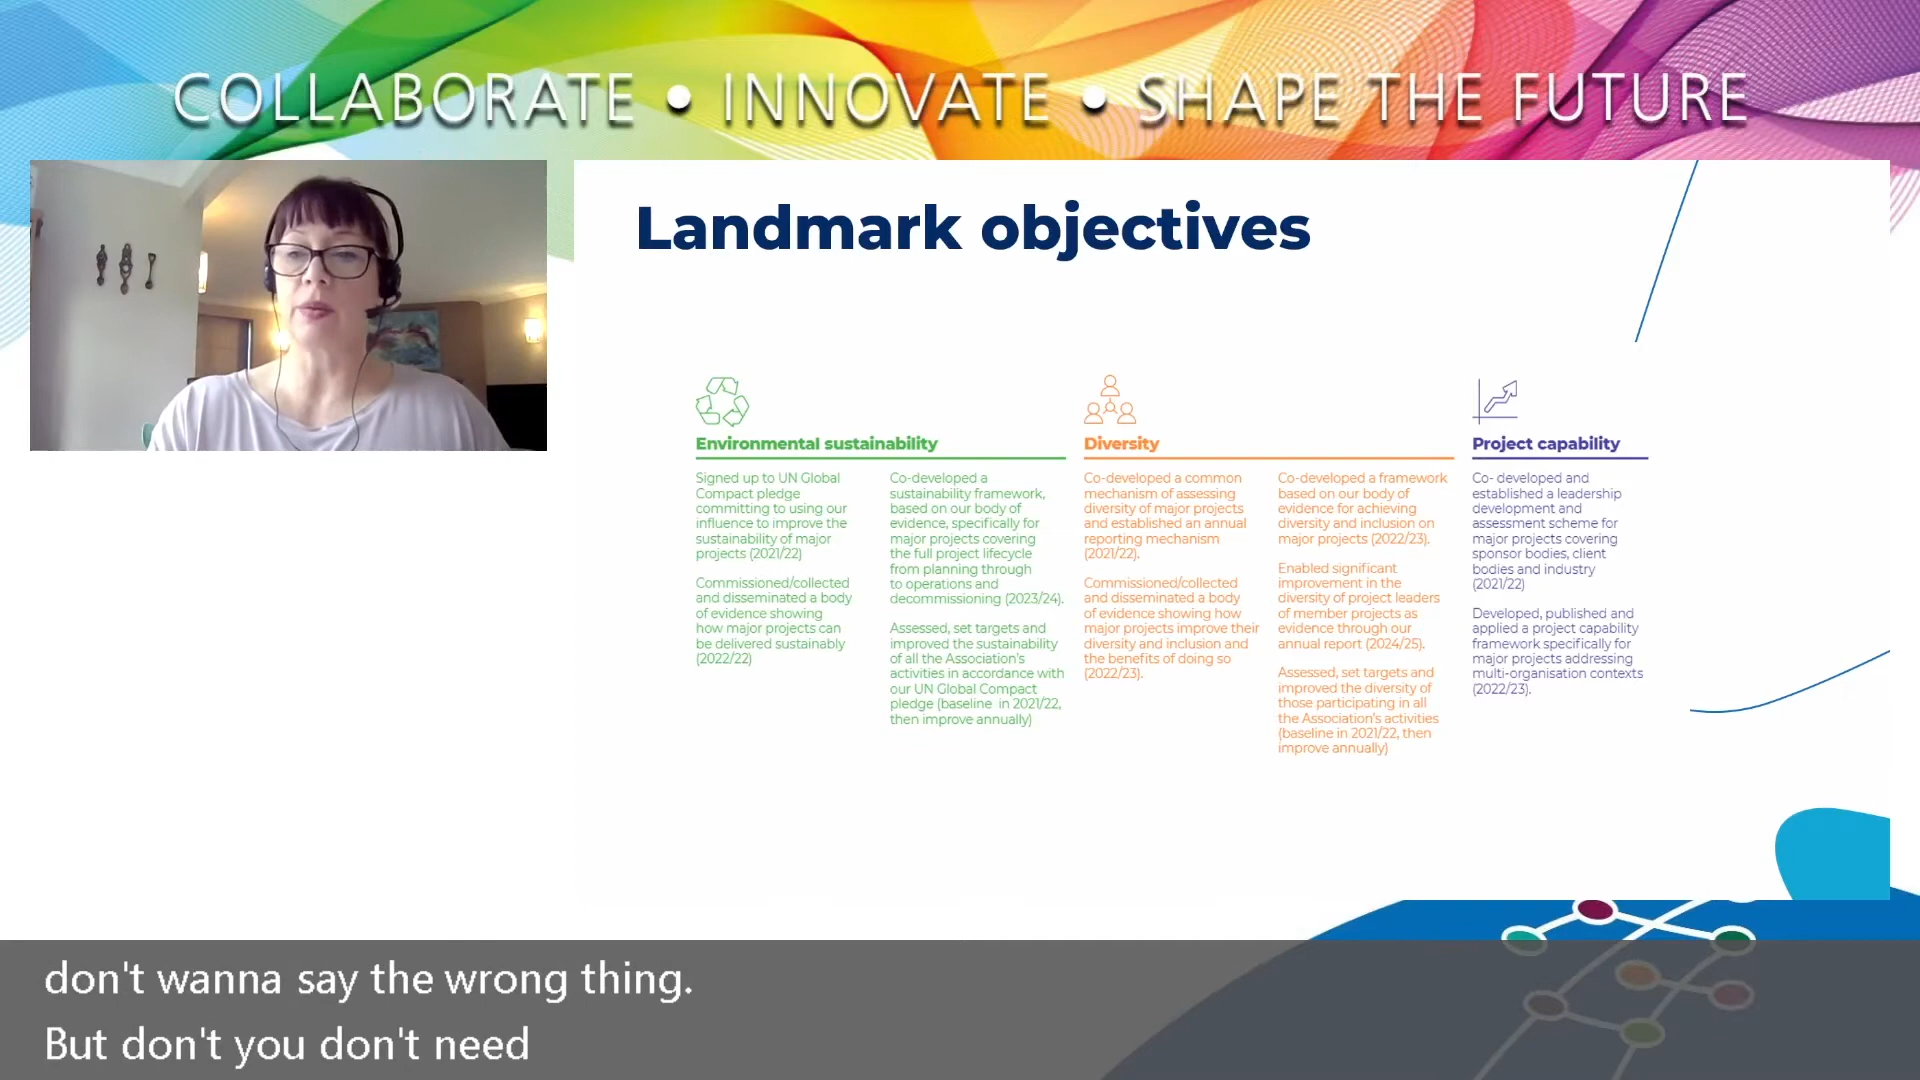 COLLABORATE • INNOVATE • SHAPE THE FUTURE
Landmark objectives
Environmental sustainability
Signed up to UN Global
Compact pledge
committing to using our
influence to improve the
sustainability of major
projects (2021/22)
Commissioned/collected
and disseminated a body
of evidence showing
how major projects can
be delivered sustainably
(2022/22)
Co-developed a
sustainability framework,
based on our body of
evidence, specifically for
major projects covering
the full project lifecycle
from planning through
to operations and
decommissioning (2023/24).
Assessed, set targets and
improved the sustainability
of all the Association's
activities in accordance with
our UN Global Compact
pledge (baseline in 2021/22,
then improve annually)
Diversity
Co-developed a common
mechanism of assessing
diversity of major projects
and established an annual
reporting mechanism
(2021/22).
Commissioned/collected
and disseminated a body
of evidence showing how
major projects improve their
diversity and inclusion and
the benefits of doing so
(2022/23).
Co-developed a framework
based on our body of
evidence for achieving
diversity and inclusion on
major projects (2022/23).
Enabled significant
improvement in the
diversity of project leaders
of member projects as
evidence through our
annual report (2024/25).
Assessed, set targets and
improved the diversity of
those participating in all
the Association's activities
(baseline in 2021/22, then
improve annually)
Project capability
Co- developed and
established a leadership
development and
assessment scheme for
major projects covering
sponsor bodies, client
bodies and industry
(2021/22)
Developed, published and
applied a project capability
framework specifically for
major projects addressing
multi-organisation contexts
(2022/23).
don't wanna say the wrong thing.
But don't you don't need